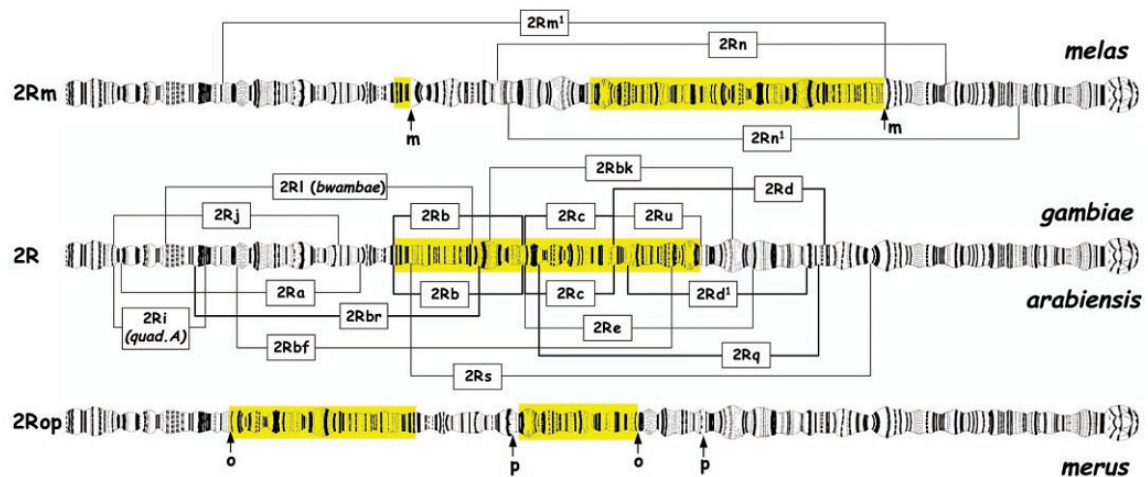 2Rm¹
2Rn
melas
2Rm
m
m
2Rn¹
2Rl (bwambae)
2Rbk
2Rj
2Rb
2Rc
2Ru
2Rd
gambiae
2R
2Ra
2Rb
2Rc
2Rd¹
arabiensis
2Ri
(quad.A)
2Rbr
2Re
2Rbf
2Rq
2Rs
2Rop
o
p
o
p
merus